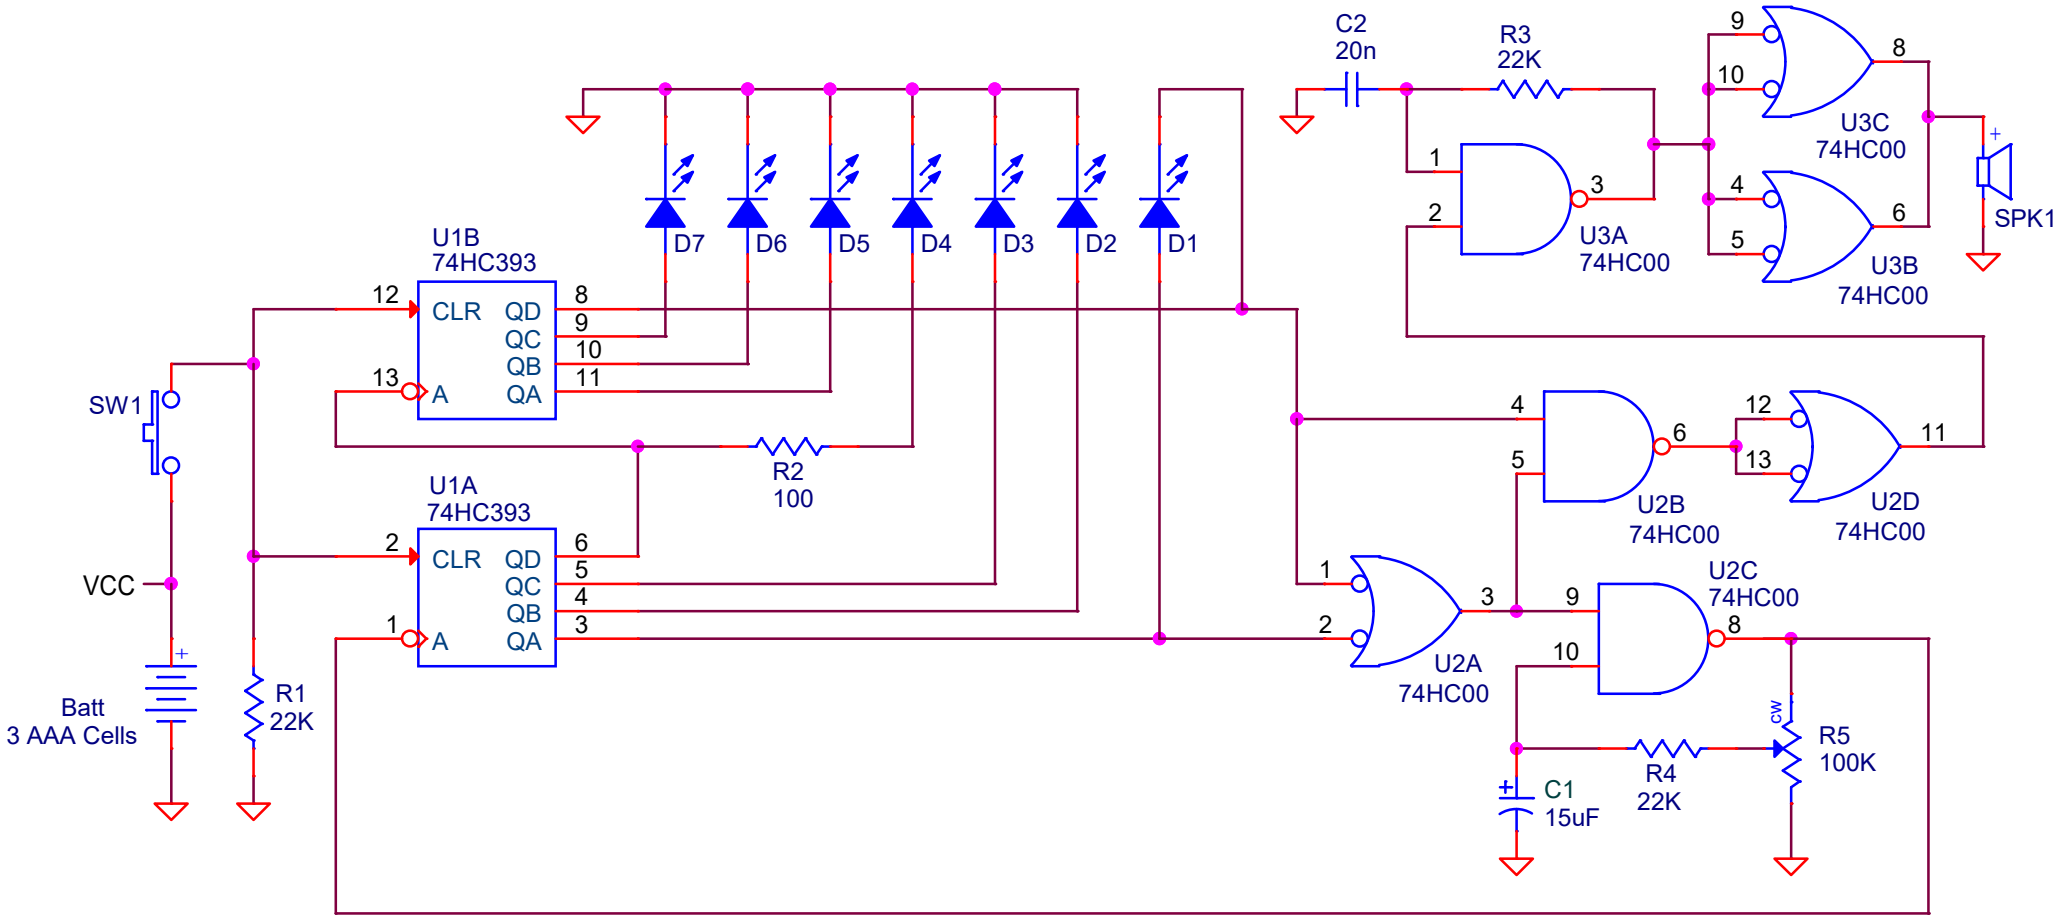 C2
20n
R3
22K
9
10
8
U3C
74HC00
1
2
3
U3A
74HC00
4
5
6
U3B
74HC00
+
SPK1
D7
D6
D5
D4
D3
D2
D1
U1B
74HC393
12
CLR
QD
8
QC
9
QB
10
13
A
QA
11
SW1
R2
100
U1A
74HC393
2
CLR
QD
6
QC
5
QB
4
1
A
QA
3
VCC
+
Batt
3 AAA Cells
R1
22K
4
5
6
U2B
74HC00
12
13
11
U2D
74HC00
1
2
3
U2A
74HC00
9
10
8
U2C
74HC00
cw
R5
100K
R4
22K
+
C1
15uF